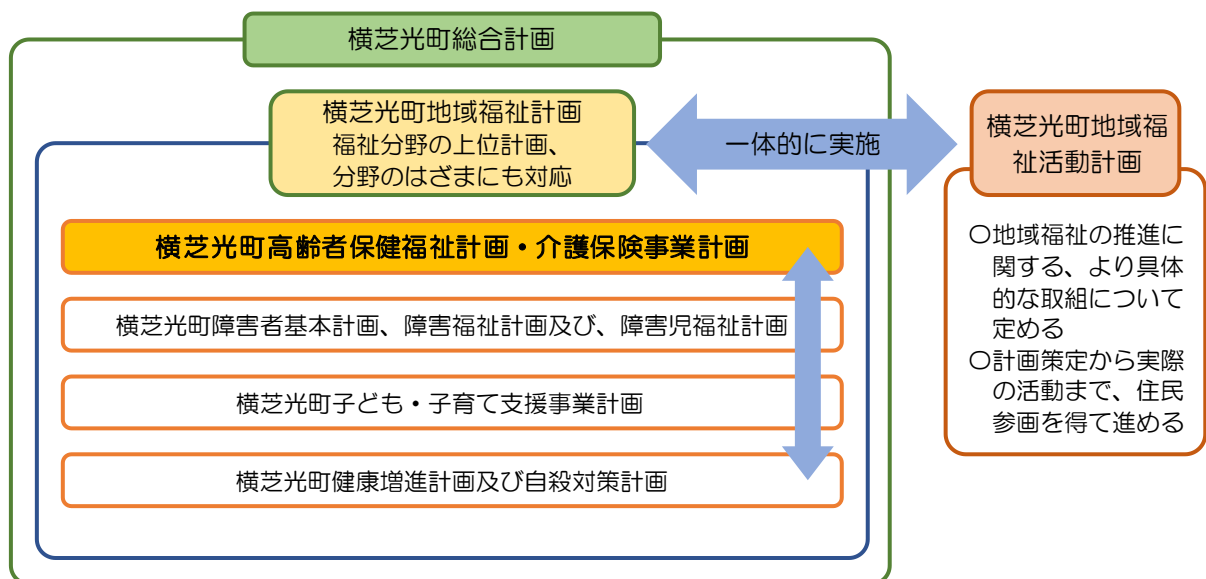 横芝光町総合計画
横芝光町地域福祉計画
福祉分野の上位計画、
分野のはざまにも対応
一体的に実施
横芝光町地域福
祉活動計画
横芝光町高齢者保健福祉計画・介護保険事業計画
横芝光町障害者基本計画、障害福祉計画及び、障害児福祉計画
横芝光町子ども・子育て支援事業計画
横芝光町健康増進計画及び自殺対策計画
〇地域福祉の推進に
関する、より具体
的な取組について
定める
〇計画策定から実際
の活動まで、住民
参画を得て進める